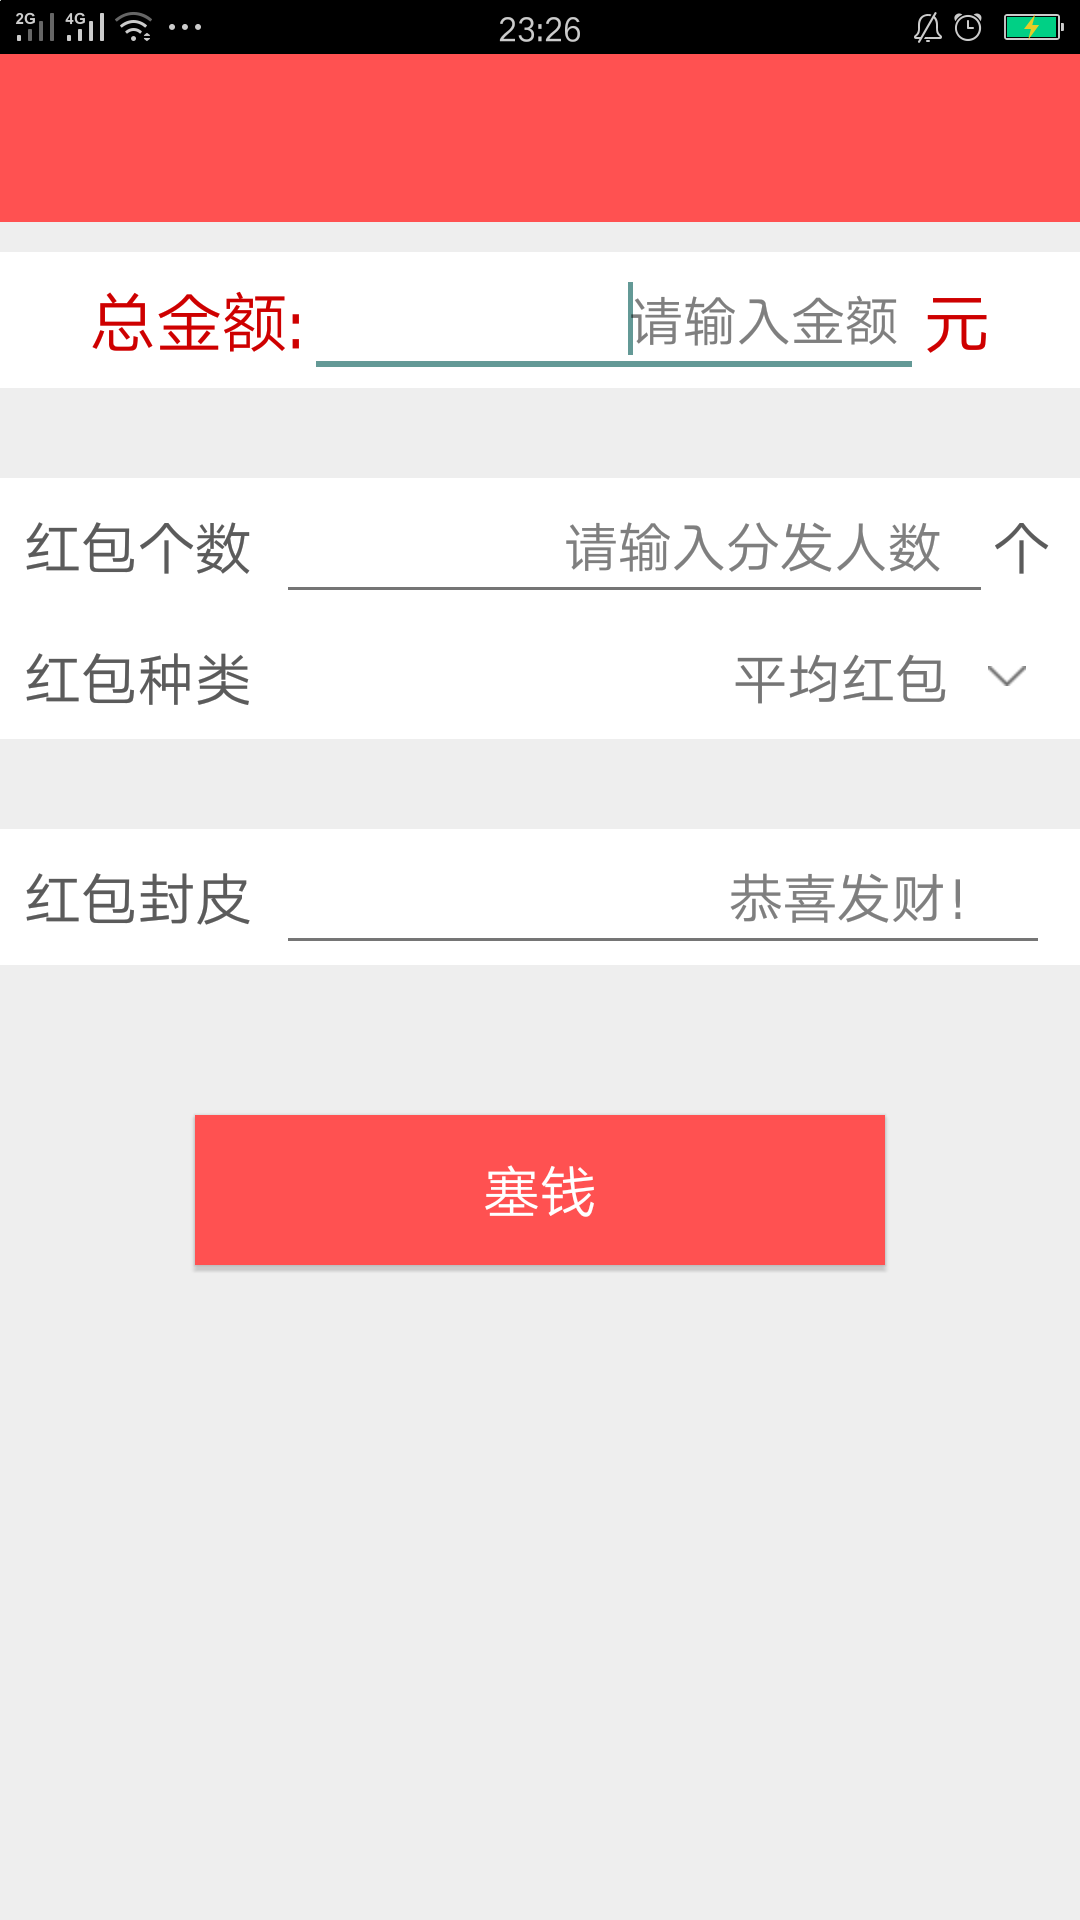 2G 4G 23:26
总金额: 请输入金额 元
红包个数 请输入分发人数 个
红包种类 平均红包
红包封皮 恭喜发财!
塞钱